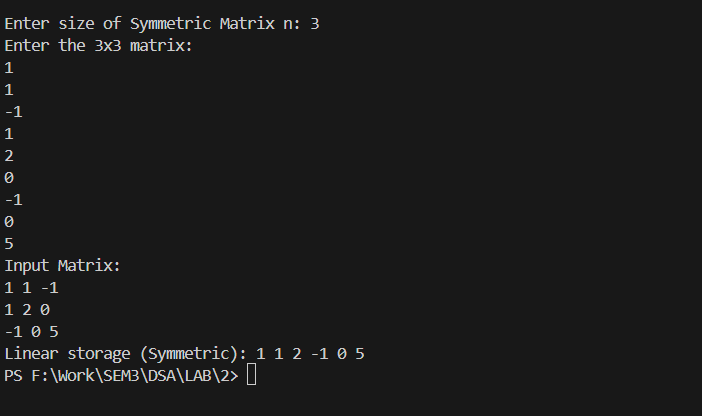 Enter size of Symmetric Matrix n: 3
Enter the 3x3 matrix:
1
1
-1
1
2
0
-1
0
5
Input Matrix:
1 1 -1
1 2 0
-1 0 5
Linear storage (Symmetric): 1 1 2 -1 0 5
PS F:\Work\SEM3\DSA\LAB\2>